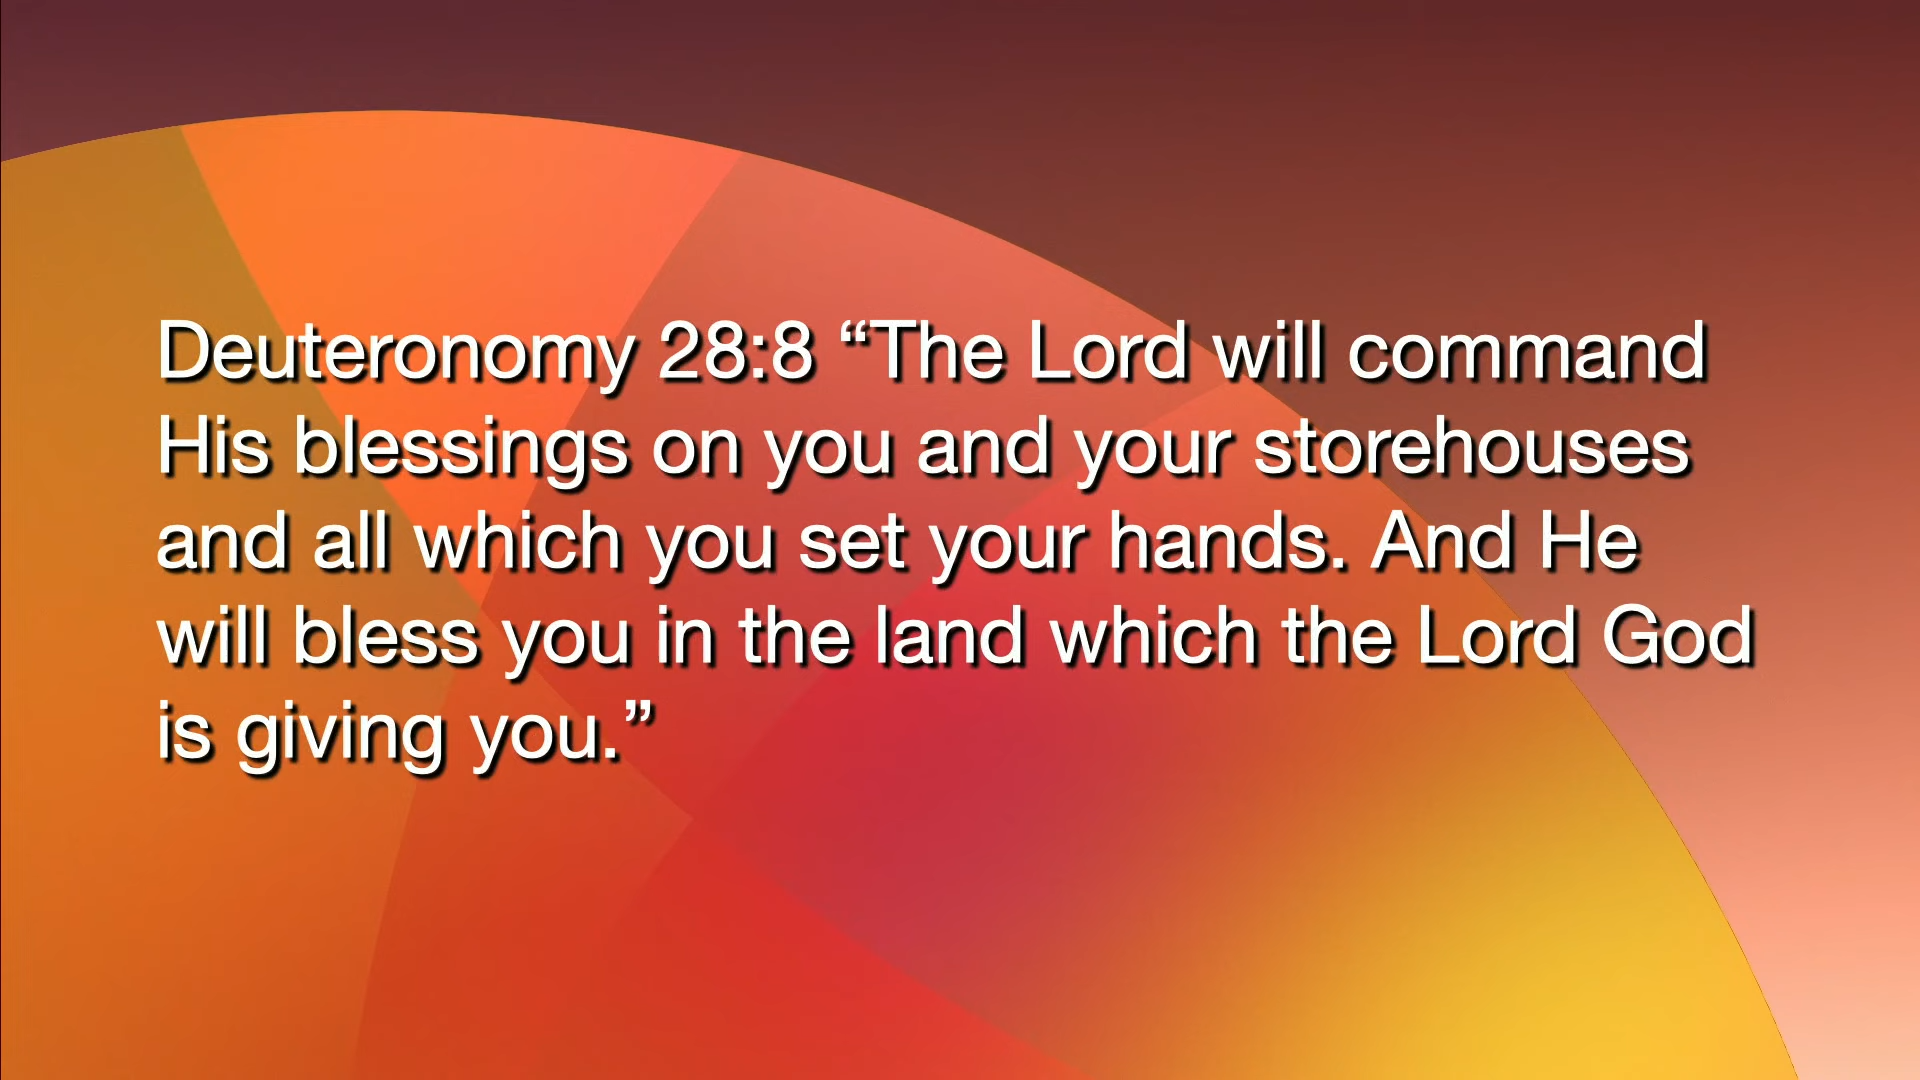 Deuteronomy 28:8 “The Lord will command
His blessings on you and your storehouses
and all which you set your hands. And He
will bless you in the land which the Lord God
is giving you.”